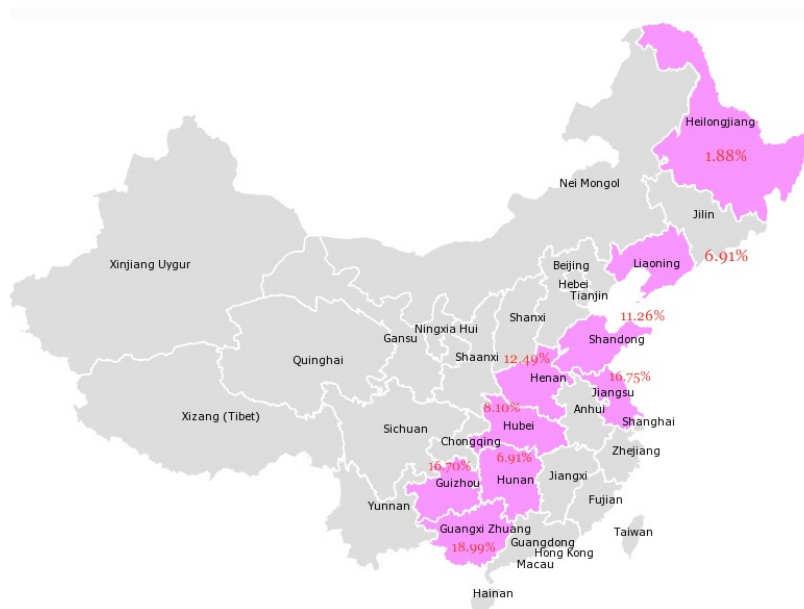 Heilongjiang
1.88%
Nei Mongol
Jilin
6.91%
Liaoning
Xinjiang Uygur
Beijing
Hebei
Tianjin
11.26%
Shanxi
Ningxia Hui
Gansu
Shandong
Shaanxi
12.49%
Quinghai
Henan
16.75%
Jiangsu
8.10%
Anhui
Xizang (Tibet)
Shanghai
Sichuan
Hubei
Chongqing
Zhejiang
16.70%
6.91%
Guizhou
Hunan
Jiangxi
Yunnan
Fujian
Guangxi Zhuang
Taiwan
18.99%
Guangdong
Hong Kong
Macau
Hainan